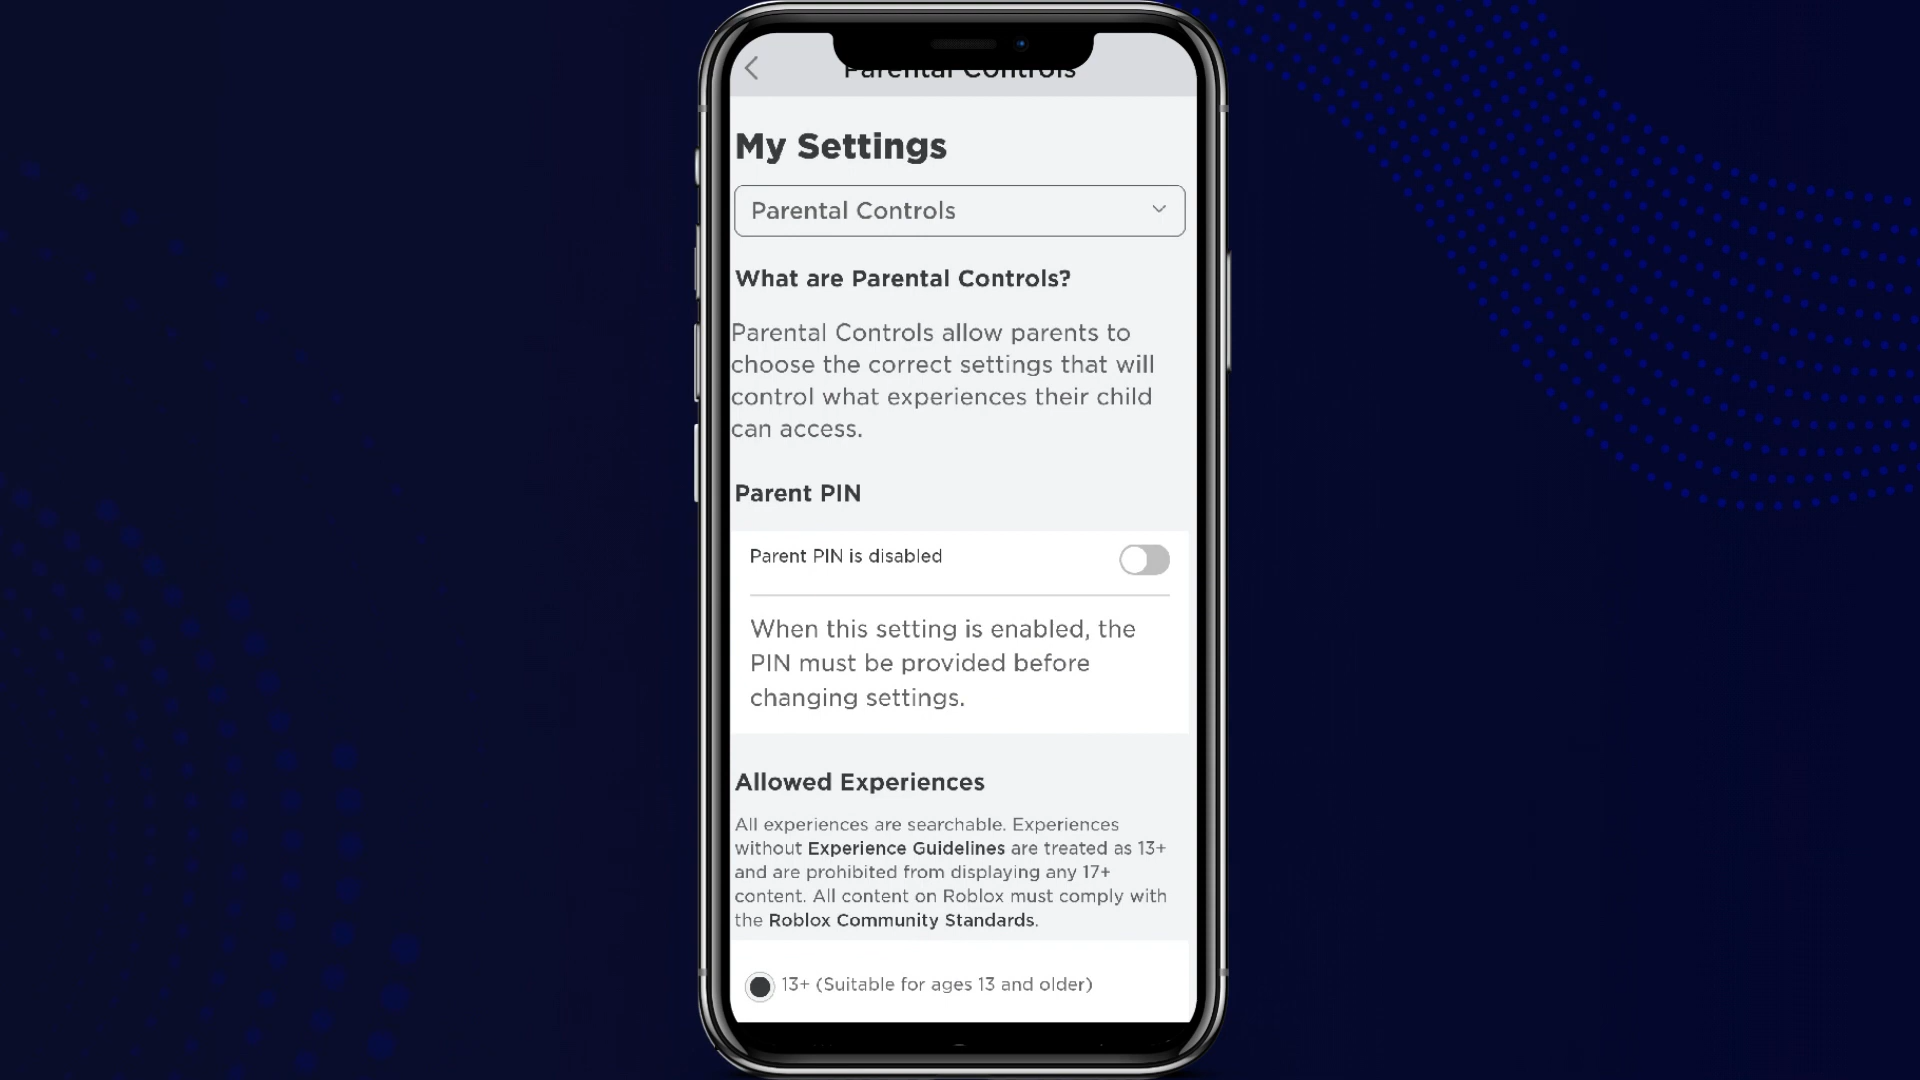 Parental Controls
My Settings
Parental Controls
What are Parental Controls?
Parental Controls allow parents to
choose the correct settings that will
control what experiences their child
can access.
Parent PIN
Parent PIN is disabled
When this setting is enabled, the
PIN must be provided before
changing settings.
Allowed Experiences
All experiences are searchable. Experiences
without Experience Guidelines are treated as 13+
and are prohibited from displaying any 17+
content. All content on Roblox must comply with
the Roblox Community Standards.
13+ (Suitable for ages 13 and older)